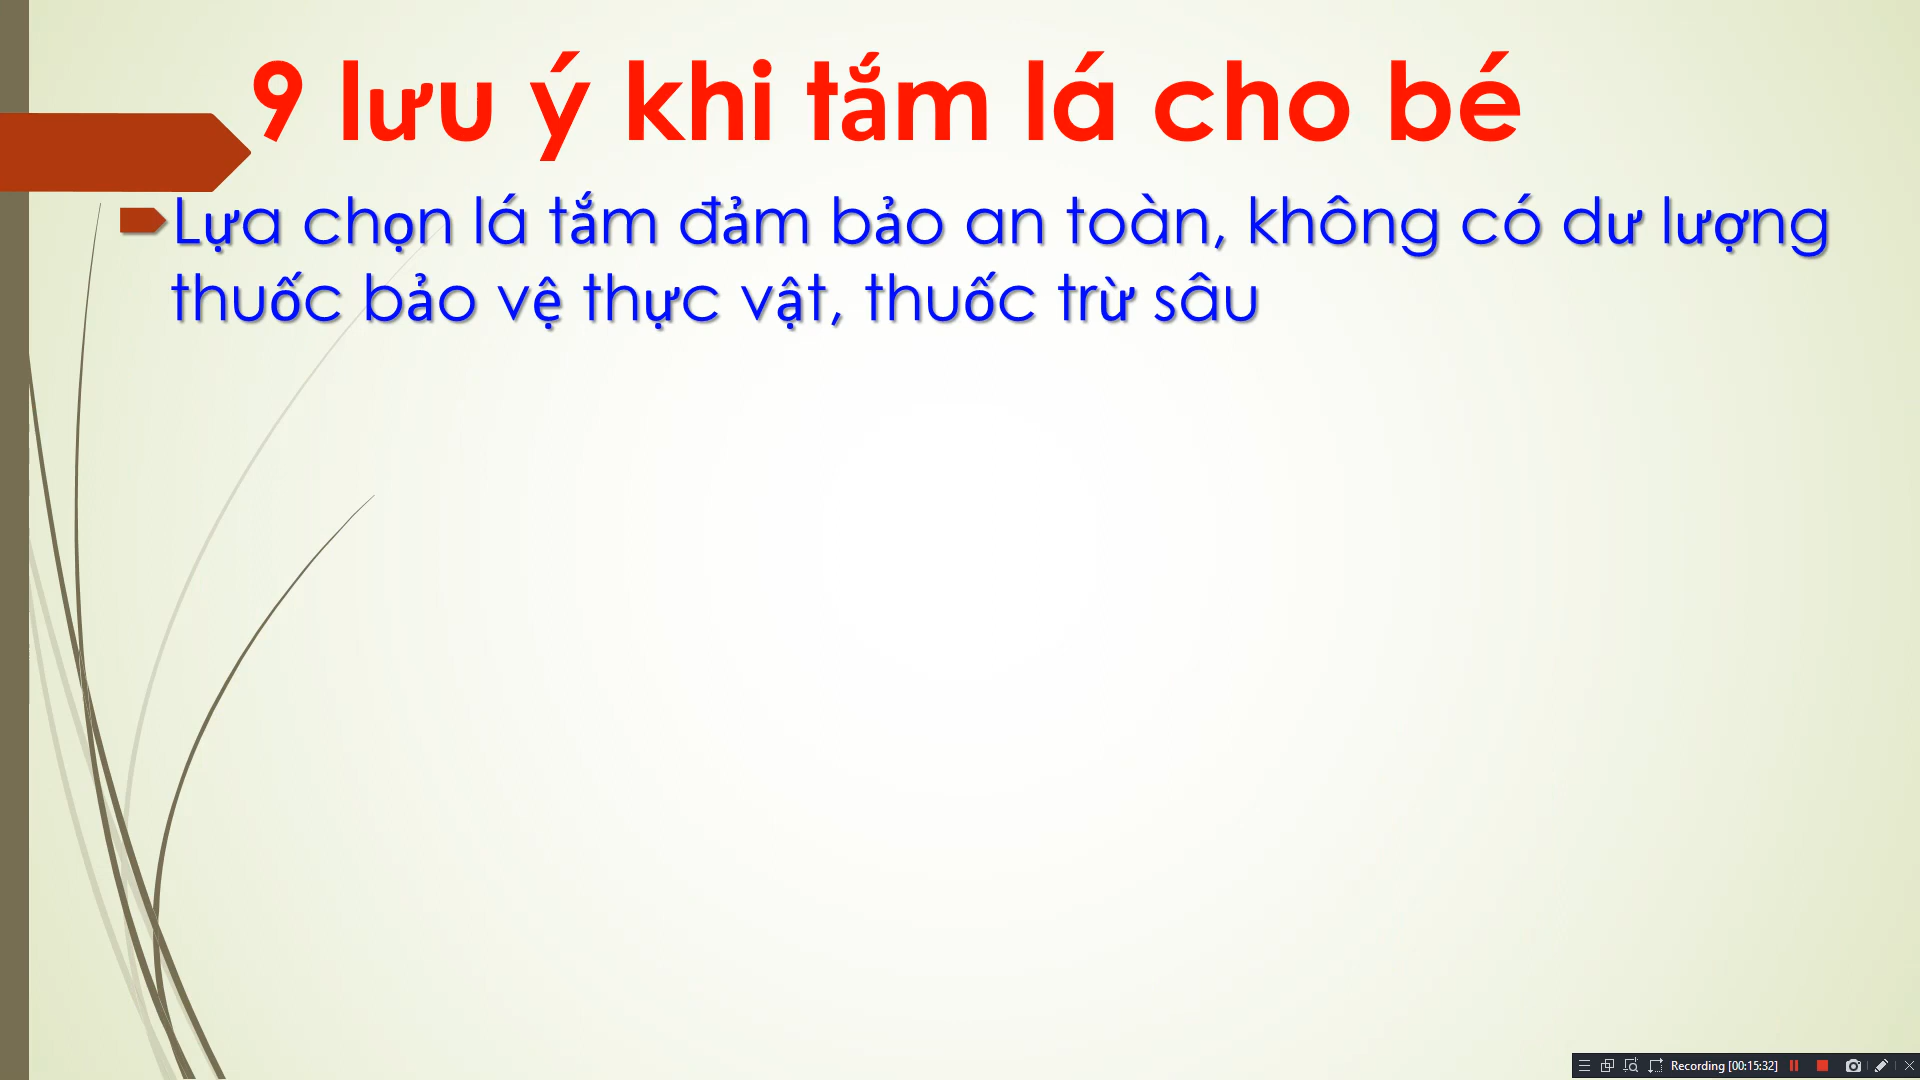 9 lưu ý khi tắm lá cho bé
Lựa chọn lá tắm đảm bảo an toàn, không có dư lượng
thuốc bảo vệ thực vật, thuốc trừ sâu
Recording [00:15:32]